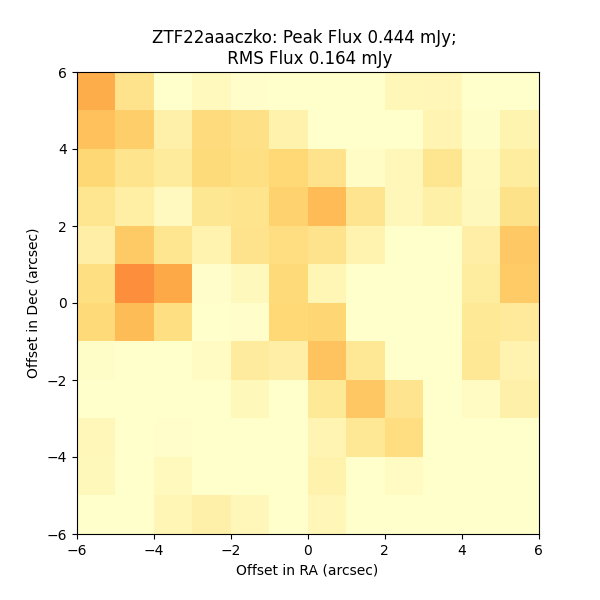 ZTF22aaaczko: Peak Flux 0.444 mJy;
RMS Flux 0.164 mJy
6
4
2
0
−2
−4
−6
Offset in Dec (arcsec)
−6 −4 −2 0 2 4 6
Offset in RA (arcsec)